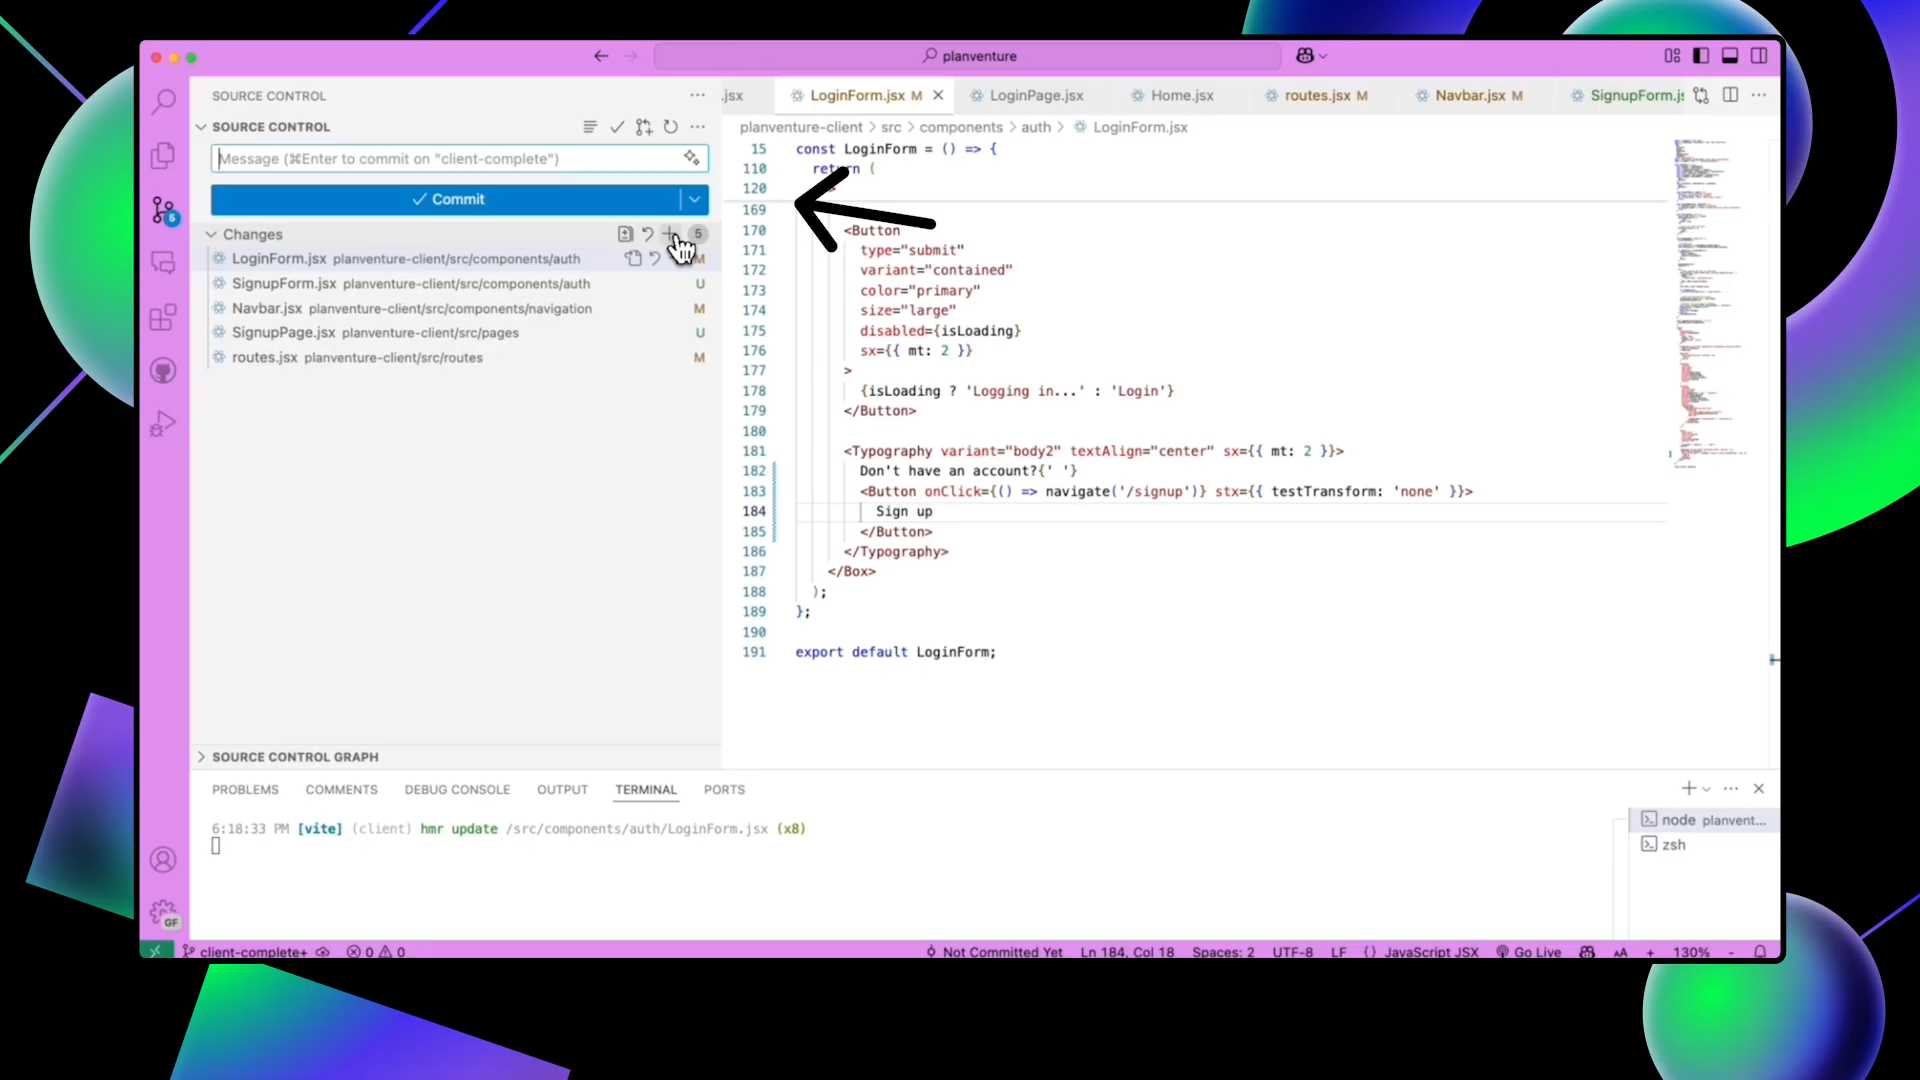 planventure
SOURCE CONTROL
.jsx
LoginForm.jsx M
LoginPage.jsx
Home.jsx
routes.jsx M
Navbar.jsx M
SignupForm.js
SOURCE CONTROL
planventure-client > src > components > auth > LoginForm.jsx
Message (⌘Enter to commit on "client-complete")
Commit
Changes
5
5
LoginForm.jsx planventure-client/src/components/auth M
SignupForm.jsx planventure-client/src/components/auth U
Navbar.jsx planventure-client/src/components/navigation M
SignupPage.jsx planventure-client/src/pages U
routes.jsx planventure-client/src/routes M
15 const LoginForm = () => {
110 return (
120
169
170 <Button
171 type="submit"
172 variant="contained"
173 color="primary"
174 size="large"
175 disabled={isLoading}
176 sx={{ mt: 2 }}
177 >
178 {isLoading ? 'Logging in...' : 'Login'}
179 </Button>
180
181 <Typography variant="body2" textAlign="center" sx={{ mt: 2 }}>
182 Don't have an account?{' '}
183 <Button onClick={() => navigate('/signup')} stx={{ testTransform: 'none' }}>
184 Sign up
185 </Button>
186 </Typography>
187 </Box>
188 );
189 };
190
191 export default LoginForm;
SOURCE CONTROL GRAPH
PROBLEMS COMMENTS DEBUG CONSOLE OUTPUT TERMINAL PORTS
6:18:33 PM [vite] (client) hmr update /src/components/auth/LoginForm.jsx (x8)
node planvent...
zsh
GF
client-complete+ 0 0 Not Committed Yet Ln 184, Col 18 Spaces: 2 UTF-8 LF {} JavaScript JSX Go Live AA + 130% -